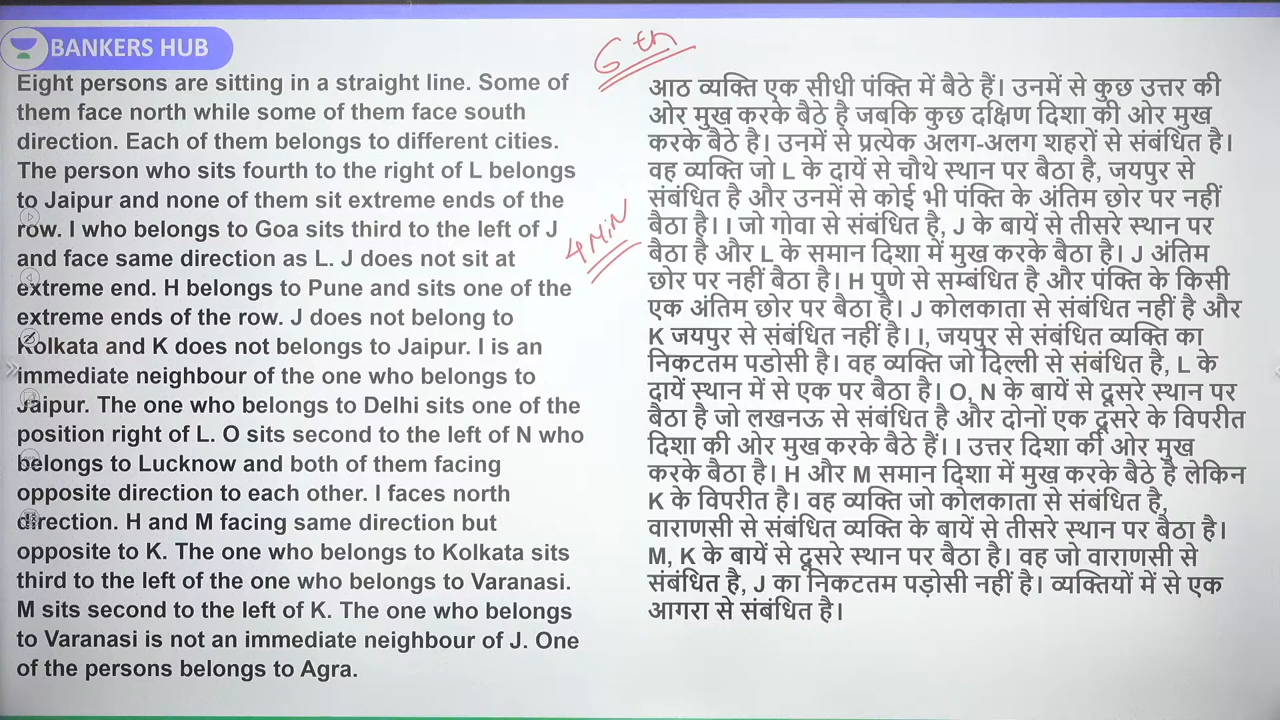 BANKERS HUB
6th
Eight persons are sitting in a straight line. Some of
them face north while some of them face south
direction. Each of them belongs to different cities.
The person who sits fourth to the right of L belongs
to Jaipur and none of them sit extreme ends of the
row. I who belongs to Goa sits third to the left of J
and face same direction as L. J does not sit at
extreme end. H belongs to Pune and sits one of the
extreme ends of the row. J does not belong to
Kolkata and K does not belongs to Jaipur. I is an
immediate neighbour of the one who belongs to
Jaipur. The one who belongs to Delhi sits one of the
position right of L. O sits second to the left of N who
belongs to Lucknow and both of them facing
opposite direction to each other. I faces north
direction. H and M facing same direction but
opposite to K. The one who belongs to Kolkata sits
third to the left of the one who belongs to Varanasi.
M sits second to the left of K. The one who belongs
to Varanasi is not an immediate neighbour of J. One
of the persons belongs to Agra.
4 MiN
आठ व्यक्ति एक सीधी पंक्ति में बैठे हैं। उनमें से कुछ उत्तर की
ओर मुख करके बैठे है जबकि कुछ दक्षिण दिशा की ओर मुख
करके बैठे है। उनमें से प्रत्येक अलग-अलग शहरों से संबंधित है।
वह व्यक्ति जो L के दायें से चौथे स्थान पर बैठा है, जयपुर से
संबंधित है और उनमें से कोई भी पंक्ति के अंतिम छोर पर नहीं
बैठा है। I जो गोवा से संबंधित है, J के बायें से तीसरे स्थान पर
बैठा है और L के समान दिशा में मुख करके बैठा है। J अंतिम
छोर पर नहीं बैठा है। H पुणे से सम्बंधित है और पंक्ति के किसी
एक अंतिम छोर पर बैठा है। J कोलकाता से संबंधित नहीं है और
K जयपुर से संबंधित नहीं है। I, जयपुर से संबंधित व्यक्ति का
निकटतम पडोसी है। वह व्यक्ति जो दिल्ली से संबंधित है, L के
दायें स्थान में से एक पर बैठा है। O, N के बायें से दूसरे स्थान पर
बैठा है जो लखनऊ से संबंधित है और दोनों एक दूसरे के विपरीत
दिशा की ओर मुख करके बैठे हैं। I उत्तर दिशा की ओर मुख
करके बैठा है। H और M समान दिशा में मुख करके बैठे है लेकिन
K के विपरीत है। वह व्यक्ति जो कोलकाता से संबंधित है,
वाराणसी से संबंधित व्यक्ति के बायें से तीसरे स्थान पर बैठा है।
M, K के बायें से दूसरे स्थान पर बैठा है। वह जो वाराणसी से
संबंधित है, J का निकटतम पड़ोसी नहीं है। व्यक्तियों में से एक
आगरा से संबंधित है।